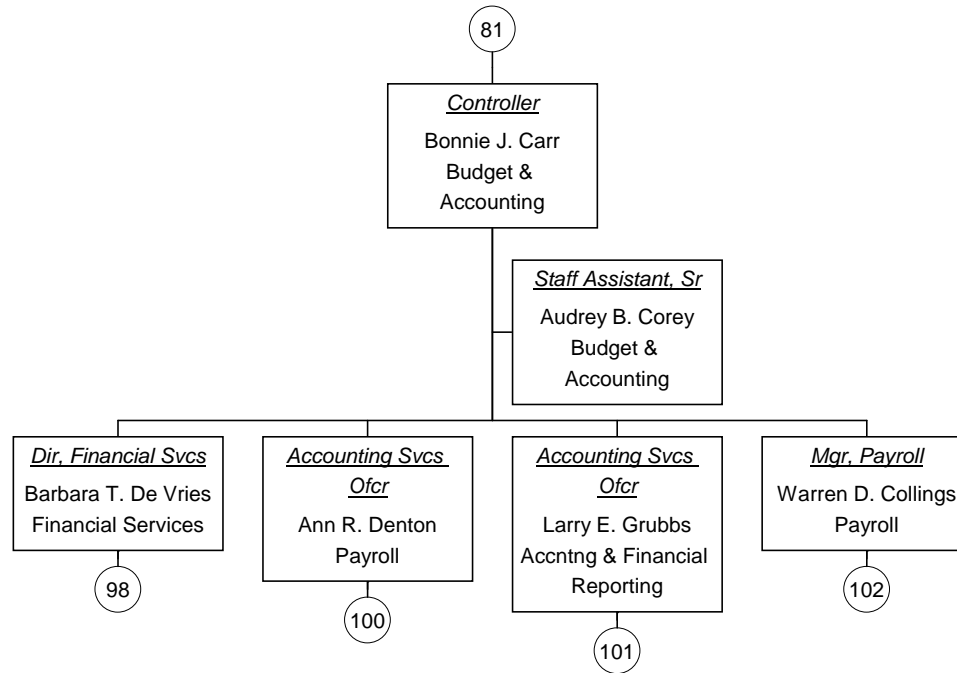 81
Controller
Bonnie J. Carr
Budget &
Accounting
Staff Assistant, Sr
Audrey B. Corey
Budget &
Accounting
Dir, Financial Svcs
Barbara T. De Vries
Financial Services
98
Accounting Svcs
Ofcr
Ann R. Denton
Payroll
100
Accounting Svcs
Ofcr
Larry E. Grubbs
Accntng & Financial
Reporting
101
Mgr, Payroll
Warren D. Collings
Payroll
102